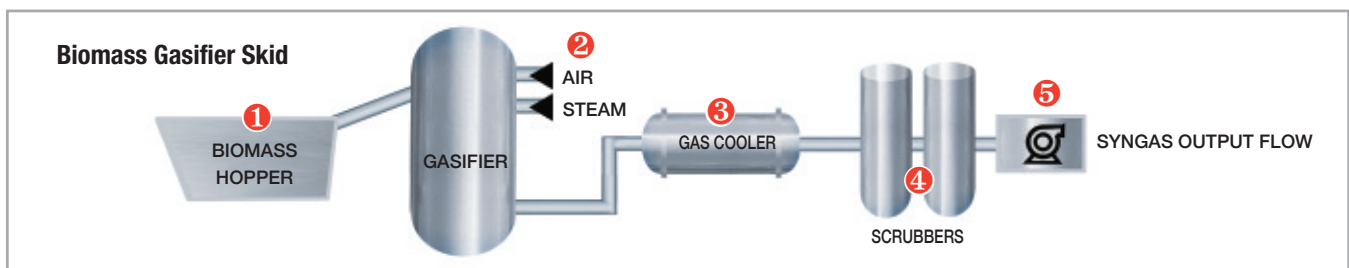 Biomass Gasifier Skid
1
BIOMASS
HOPPER
GASIFIER
2
AIR
STEAM
3
GAS COOLER
4
SCRUBBERS
5
SYNGAS OUTPUT FLOW